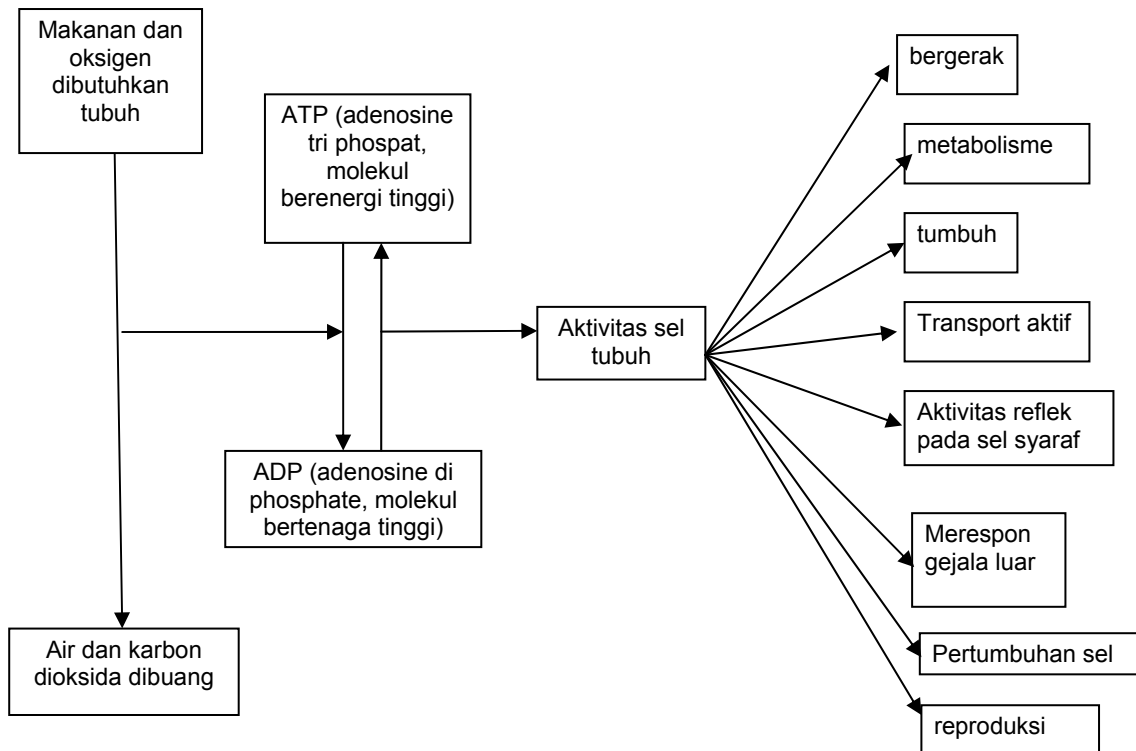 Makanan dan
oksigen
dibutuhkan
tubuh
ATP (adenosine
tri phospat,
molekul
berenergi tinggi)
ADP (adenosine di
phosphate, molekul
bertenaga tinggi)
Air dan karbon
dioksida dibuang
Aktivitas sel
tubuh
bergerak
metabolisme
tumbuh
Transport aktif
Aktivitas reflek
pada sel syaraf
Merespon
gejala luar
Pertumbuhan sel
reproduksi